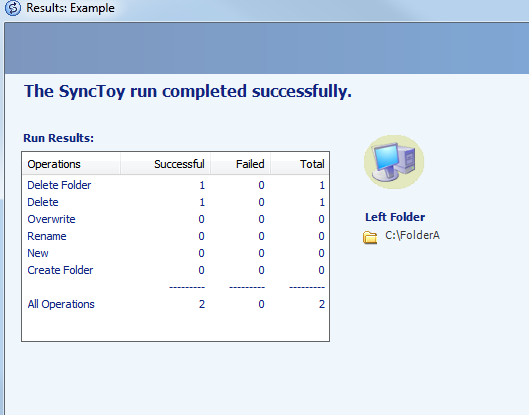 Results: Example
The SyncToy run completed successfully.
Run Results:
Operations Successful Failed Total
Delete Folder 1 0 1
Delete 1 0 1
Overwrite 0 0 0
Rename 0 0 0
New 0 0 0
Create Folder 0 0 0
--------- --------- ---------
All Operations 2 0 2
Left Folder
C:\FolderA